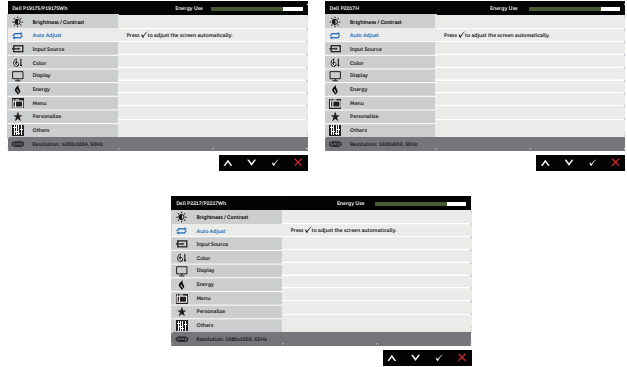 Dell P1917S/P1917SWh Energy Use
Brightness / Contrast
Auto Adjust Press ✓ to adjust the screen automatically.
Input Source
Color
Display
Energy
Menu
Personalize
Others
Resolution: 1280x1024, 60Hz
Dell P2017H Energy Use
Brightness / Contrast
Auto Adjust Press ✓ to adjust the screen automatically.
Input Source
Color
Display
Energy
Menu
Personalize
Others
Resolution: 1600x900, 60Hz
Dell P2217/P2217Wh Energy Use
Brightness / Contrast
Auto Adjust Press ✓ to adjust the screen automatically.
Input Source
Color
Display
Energy
Menu
Personalize
Others
Resolution: 1680x1050, 60Hz